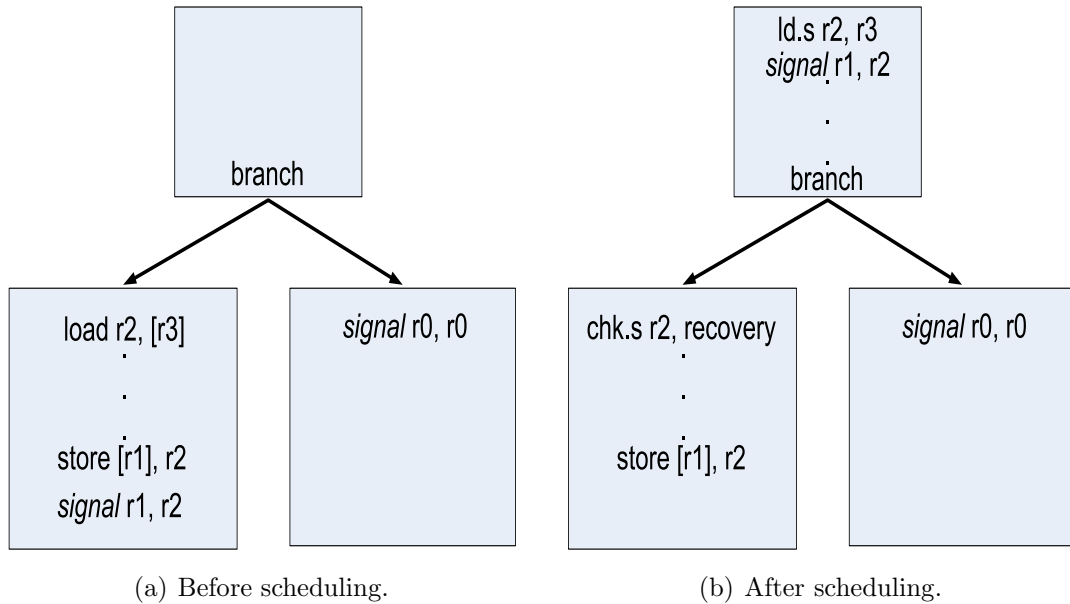 branch
load r2, [r3]
.
.
.
store [r1], r2
signal r1, r2
signal r0, r0
(a) Before scheduling.
ld.s r2, r3
signal r1, r2
.
.
.
branch
chk.s r2, recovery
.
.
.
store [r1], r2
signal r0, r0
(b) After scheduling.